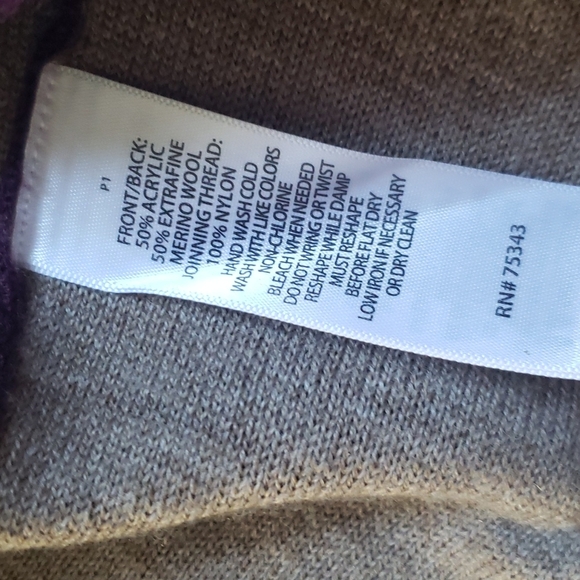 P1
FRONT/BACK:
50% ACRYLIC
50% EXTRAFINE
MERINO WOOL
JOINNING THREAD:
100% NYLON
HAND WASH COLD
WASH WITH LIKE COLORS
NON-CHLORINE
BLEACH WHEN NEEDED
DO NOT WRING OR TWIST
RESHAPE WHILE DAMP
MUST RESHAPE
BEFORE FLAT DRY
LOW IRON IF NECESSARY
OR DRY CLEAN
RN# 75343